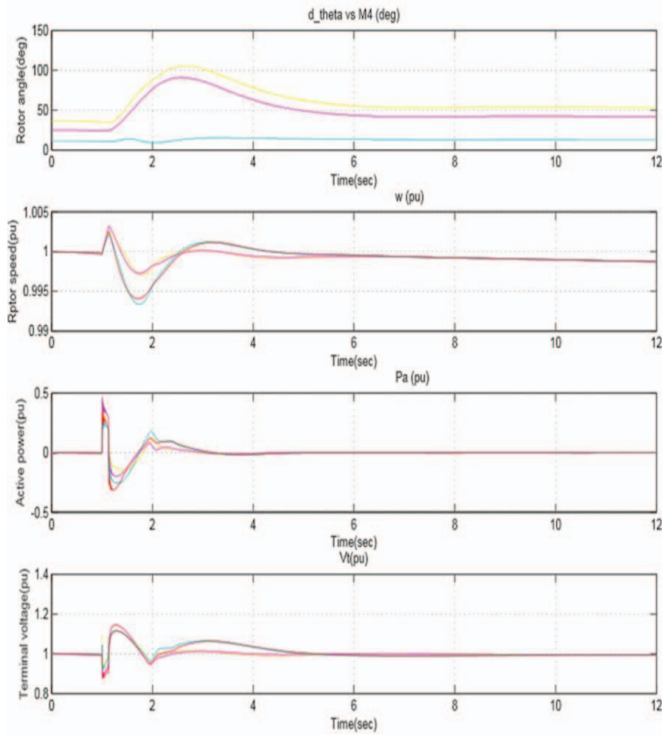 d_theta vs M4 (deg)
Rotor angle(deg)
150
100
50
0
0 2 4 6 8 10 12
Time(sec)
w (pu)
Rptor speed(pu)
1.005
1
0.995
0.99
0 2 4 6 8 10 12
Time(sec)
Pa (pu)
Active power(pu)
0.5
0
-0.5
0 2 4 6 8 10 12
Time(sec)
Vt(pu)
Terminal voltage(pu)
1.4
1.2
1
0.8
0 2 4 6 8 10 12
Time(sec)